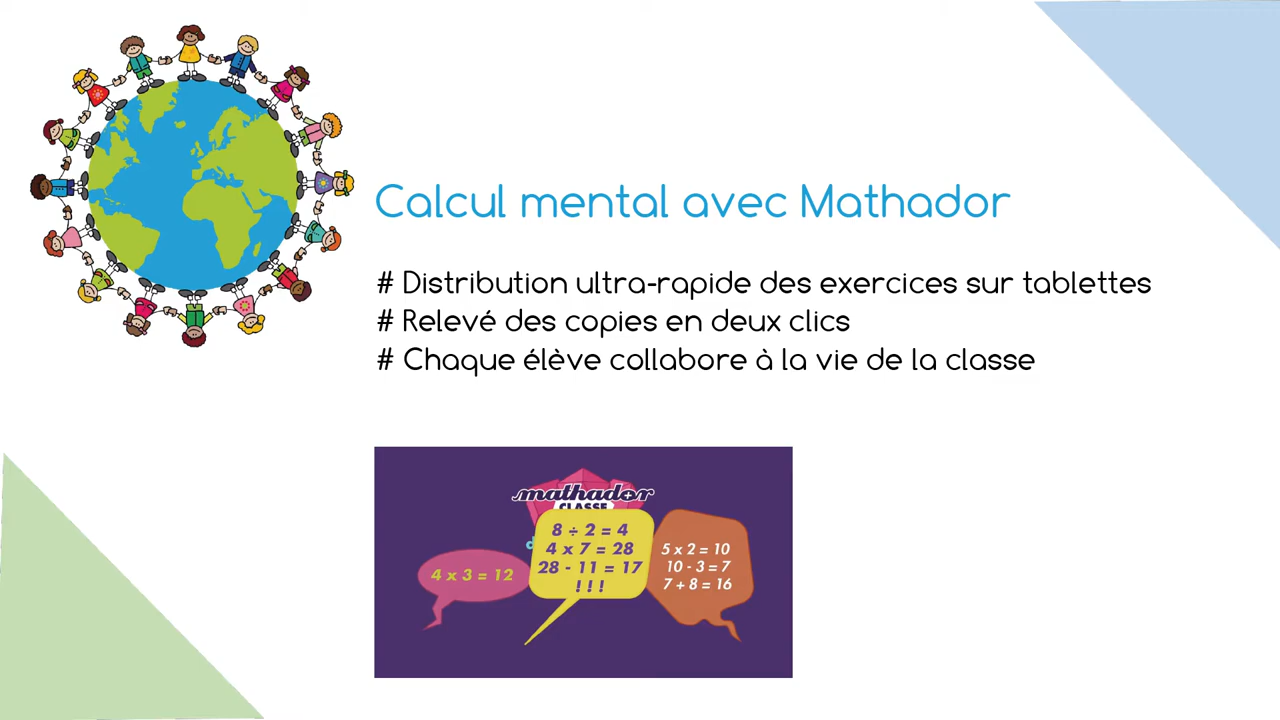 Calcul mental avec Mathador
# Distribution ultra-rapide des exercices sur tablettes
# Relevé des copies en deux clics
# Chaque élève collabore à la vie de la classe
mathador
CLASSE
4 x 3 = 12
8 ÷ 2 = 4
4 x 7 = 28
28 - 11 = 17
! ! !
5 x 2 = 10
10 - 3 = 7
7 + 8 = 16